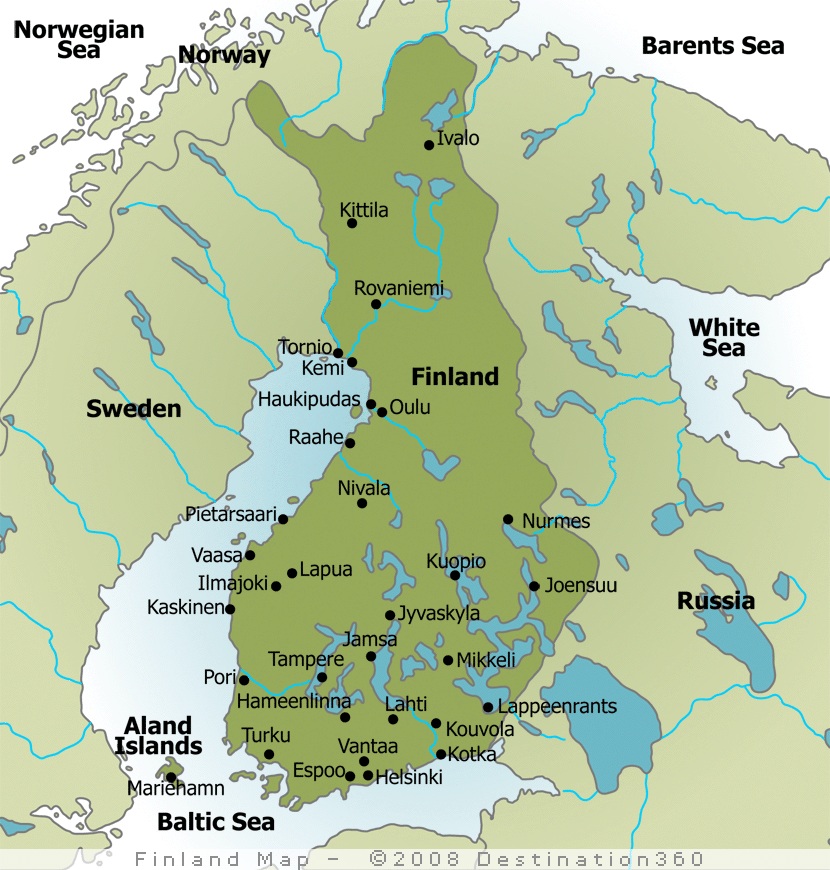 Norwegian
Sea
Norway
Barents Sea
Ivalo
Kittila
Rovaniemi
White
Sea
Tornio
Kemi
Finland
Sweden
Haukipudas
Oulu
Raahe
Nivala
Pietarsaari
Nurmes
Vaasa
Lapua
Kuopio
Ilmajoki
Joensuu
Kaskinen
Russia
Jyvaskyla
Jamsa
Tampere
Mikkeli
Pori
Hameenlinna
Lahti
Lappeenrants
Aland
Islands
Kouvola
Turku
Vantaa
Kotka
Espoo
Helsinki
Mariehamn
Baltic Sea
Finland Map - ©2008 Destination360